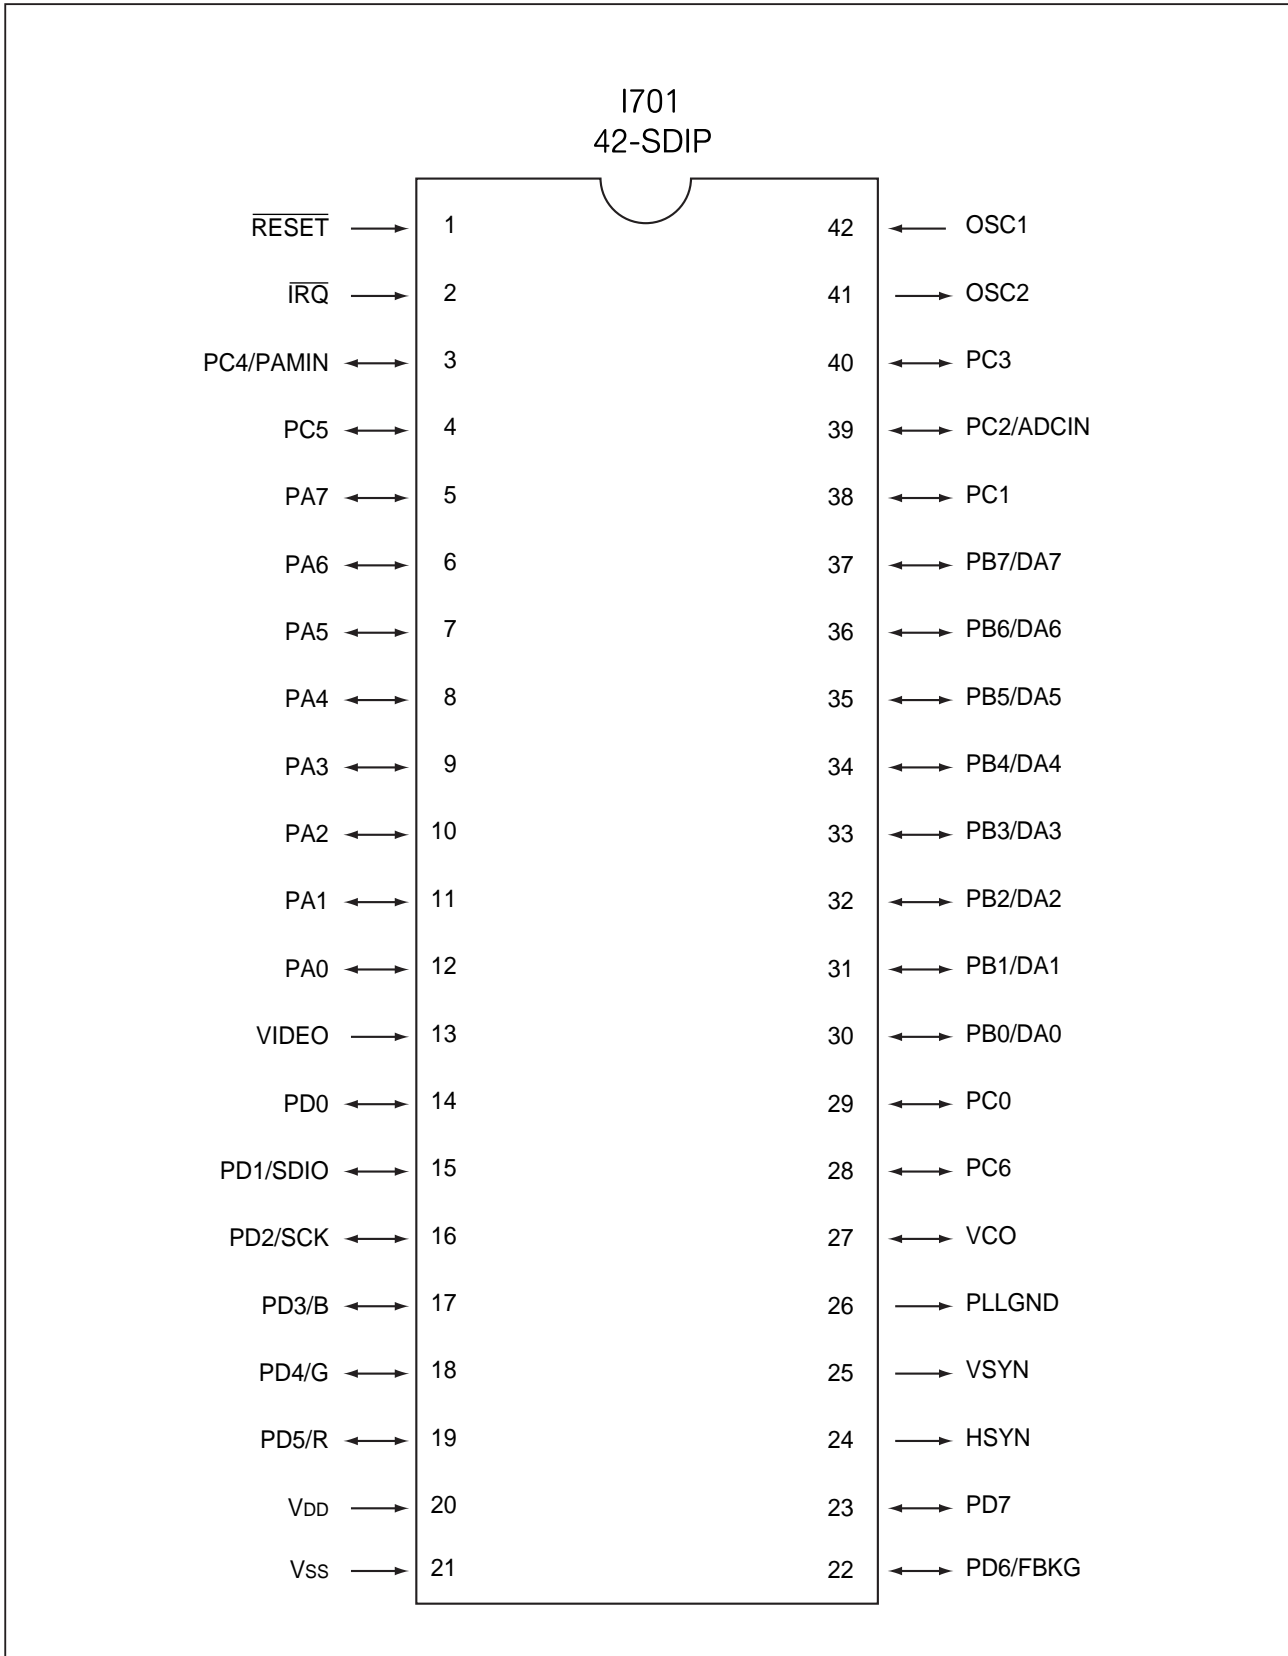 I701
42-SDIP
RESET 1 42 OSC1
IRQ 2 41 OSC2
PC4/PAMIN 3 40 PC3
PC5 4 39 PC2/ADCIN
PA7 5 38 PC1
PA6 6 37 PB7/DA7
PA5 7 36 PB6/DA6
PA4 8 35 PB5/DA5
PA3 9 34 PB4/DA4
PA2 10 33 PB3/DA3
PA1 11 32 PB2/DA2
PA0 12 31 PB1/DA1
VIDEO 13 30 PB0/DA0
PD0 14 29 PC0
PD1/SDIO 15 28 PC6
PD2/SCK 16 27 VCO
PD3/B 17 26 PLLGND
PD4/G 18 25 VSYN
PD5/R 19 24 HSYN
VDD 20 23 PD7
VSS 21 22 PD6/FBKG